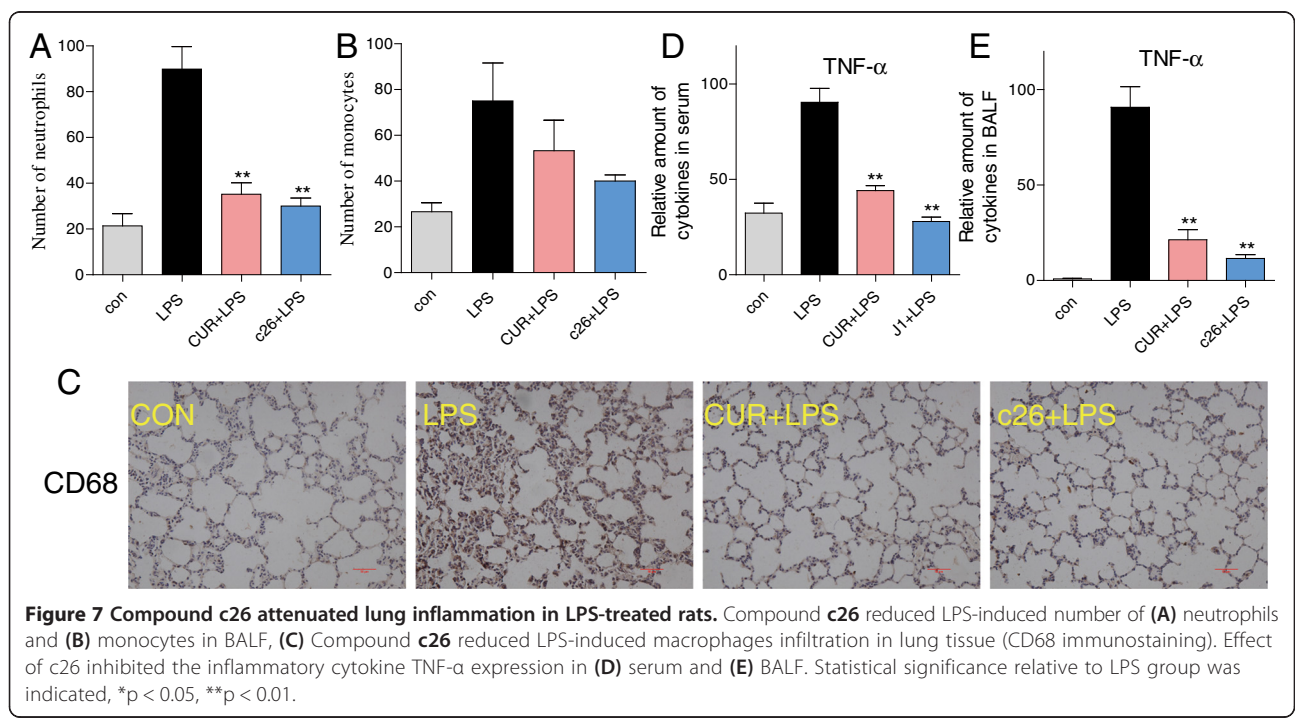 A
B
D
E
100
80
60
40
20
0
Number of neutrophils
**
**
con
LPS
CUR+LPS
c26+LPS
100
80
60
40
20
0
Number of monocytes
con
LPS
CUR+LPS
c26+LPS
TNF-α
100
50
0
Relative amount of
cytokines in serum
**
**
con
LPS
CUR+LPS
J1+LPS
TNF-α
100
50
0
Relative amount of
cytokines in BALF
**
**
con
LPS
CUR+LPS
c26+LPS
C
CD68
CON
LPS
CUR+LPS
c26+LPS
Figure 7 Compound c26 attenuated lung inflammation in LPS-treated rats. Compound c26 reduced LPS-induced number of (A) neutrophils
and (B) monocytes in BALF, (C) Compound c26 reduced LPS-induced macrophages infiltration in lung tissue (CD68 immunostaining). Effect
of c26 inhibited the inflammatory cytokine TNF-α expression in (D) serum and (E) BALF. Statistical significance relative to LPS group was
indicated, *p < 0.05, **p < 0.01.